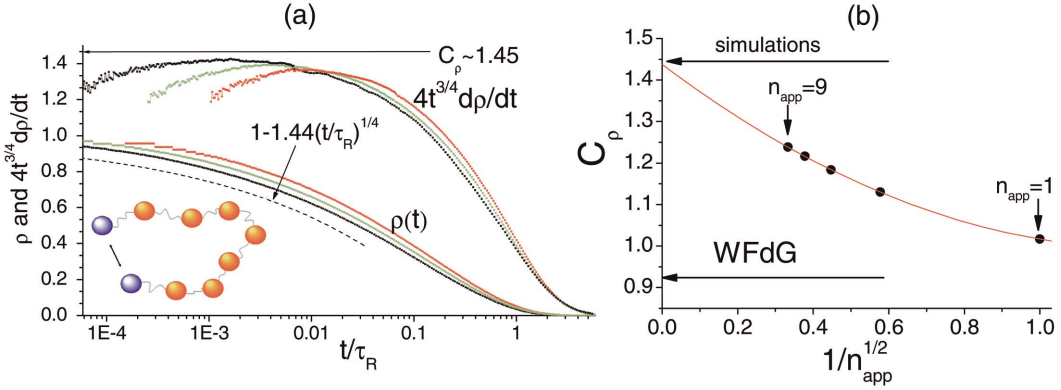 (a)
ρ and 4t^{3/4}dρ/dt
1.4
1.2
1.0
0.8
0.6
0.4
0.2
0.0
C_ρ~1.45
4t^{3/4}dρ/dt
1-1.44(t/τ_R)^{1/4}
ρ(t)
1E-4
1E-3
0.01
0.1
1
t/τ_R
(b)
C_ρ
1.5
1.4
1.3
1.2
1.1
1.0
0.9
simulations
n_app=9
n_app=1
WFdG
0.0
0.2
0.4
0.6
0.8
1.0
1/n_app^{1/2}